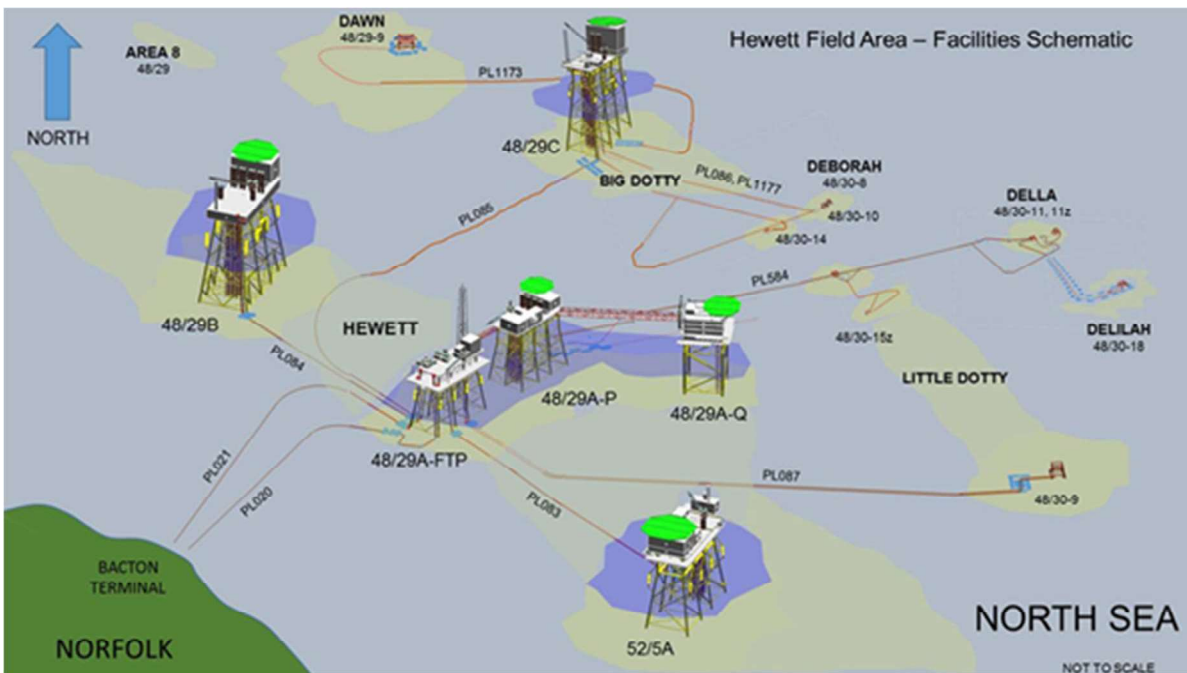 Hewett Field Area – Facilities Schematic
NORTH
AREA 8
48/29
DAWN
48/29-9
PL1173
48/29C
BIG DOTTY
PL086, PL1177
DEBORAH
48/30-8
48/30-10
48/30-14
DELLA
48/30-11, 11z
DELILAH
48/30-18
PL085
48/29B
HEWETT
PL084
PL584
48/30-15z
LITTLE DOTTY
48/29A-P
48/29A-Q
48/29A-FTP
PL021
PL020
PL087
48/30-9
PL083
52/5A
BACTON
TERMINAL
NORFOLK
NORTH SEA
NOT TO SCALE